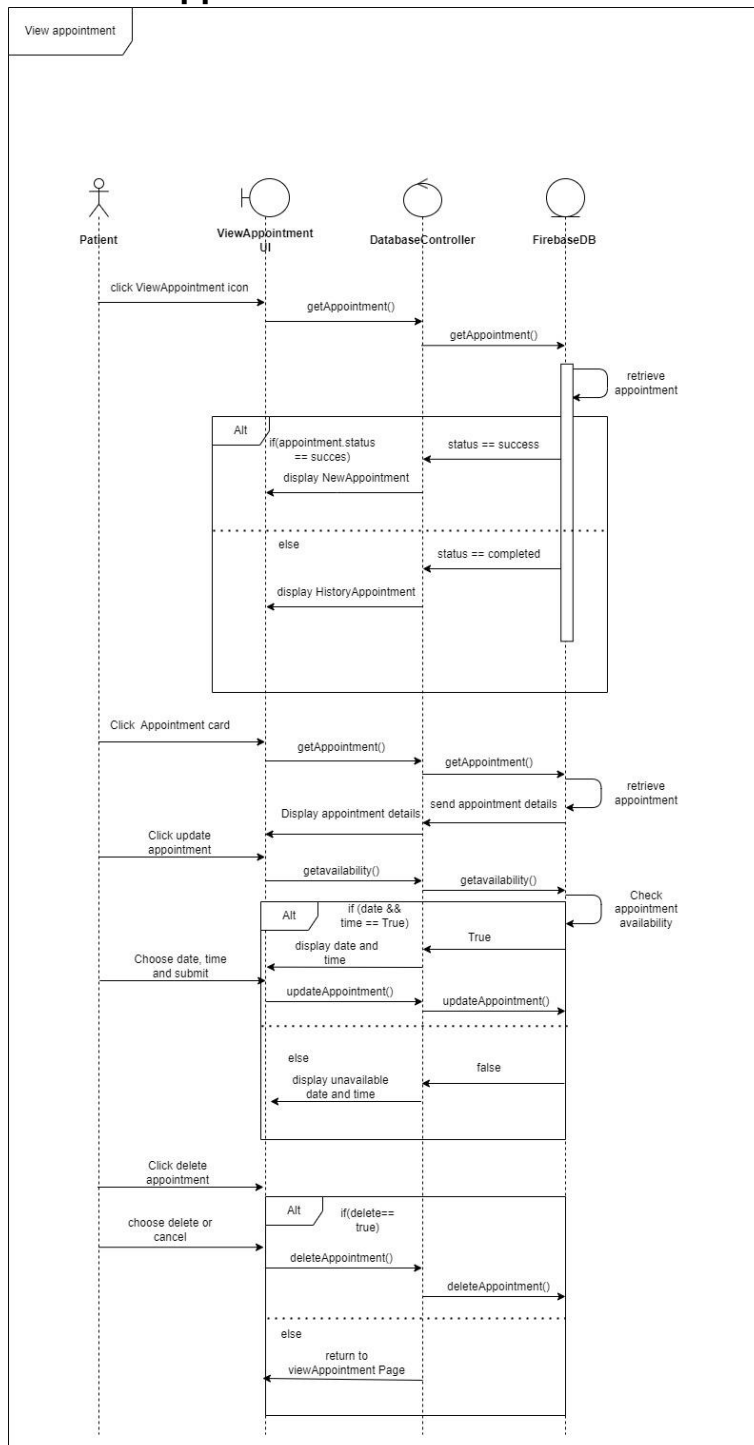 View appointment
Patient
ViewAppointment
UI
DatabaseController
FirebaseDB
click ViewAppointment icon
getAppointment()
getAppointment()
retrieve
appointment
Alt
if(appointment.status
== succes)
status == success
display NewAppointment
else
status == completed
display HistoryAppointment
Click  Appointment card
getAppointment()
getAppointment()
retrieve
appointment
send appointment details
Display appointment details
Click update
appointment
getavailability()
getavailability()
Check
appointment
availability
Alt
if (date &&
time == True)
True
display date and
time
Choose date, time
and submit
updateAppointment()
updateAppointment()
else
false
display unavailable
date and time
Click delete
appointment
Alt
if(delete==
true)
choose delete or
cancel
deleteAppointment()
deleteAppointment()
else
return to
viewAppointment Page